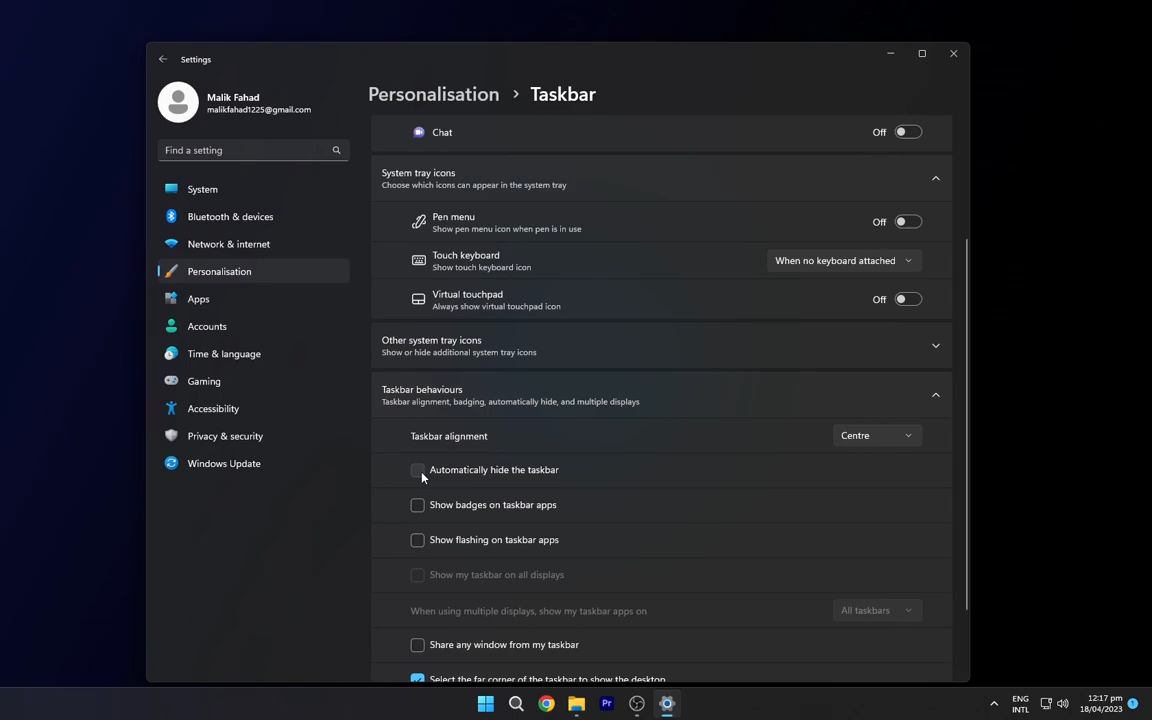 Settings
Malik Fahad
malikfahad1225@gmail.com
Find a setting
System
Bluetooth & devices
Network & internet
Personalisation
Apps
Accounts
Time & language
Gaming
Accessibility
Privacy & security
Windows Update
Personalisation > Taskbar
Chat
Off
System tray icons
Choose which icons can appear in the system tray
Pen menu
Show pen menu icon when pen is in use
Off
Touch keyboard
Show touch keyboard icon
When no keyboard attached
Virtual touchpad
Always show virtual touchpad icon
Off
Other system tray icons
Show or hide additional system tray icons
Taskbar behaviours
Taskbar alignment, badging, automatically hide, and multiple displays
Taskbar alignment
Centre
Automatically hide the taskbar
Show badges on taskbar apps
Show flashing on taskbar apps
Show my taskbar on all displays
When using multiple displays, show my taskbar apps on
All taskbars
Share any window from my taskbar
Select the far corner of the taskbar to show the desktop
Pr
ENG
INTL
12:17 pm
18/04/2023
1